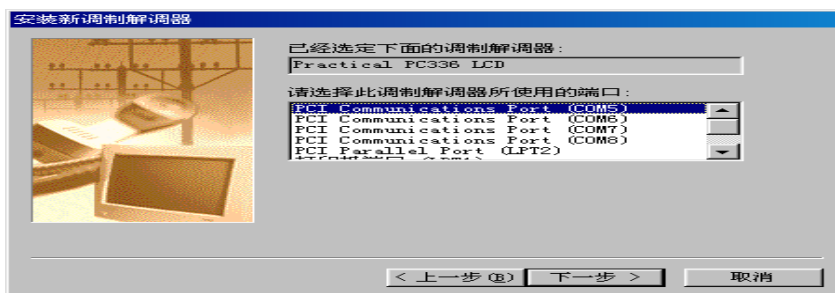 安装新调制解调器
已经选定下面的调制解调器:
Practical PC336 LCD
请选择此调制解调器所使用的端口:
PCI Communications Port (COM5)
PCI Communications Port (COM6)
PCI Communications Port (COM7)
PCI Communications Port (COM8)
PCI Parallel Port (LPT2)
< 上一步(B) 下一步 > 取消